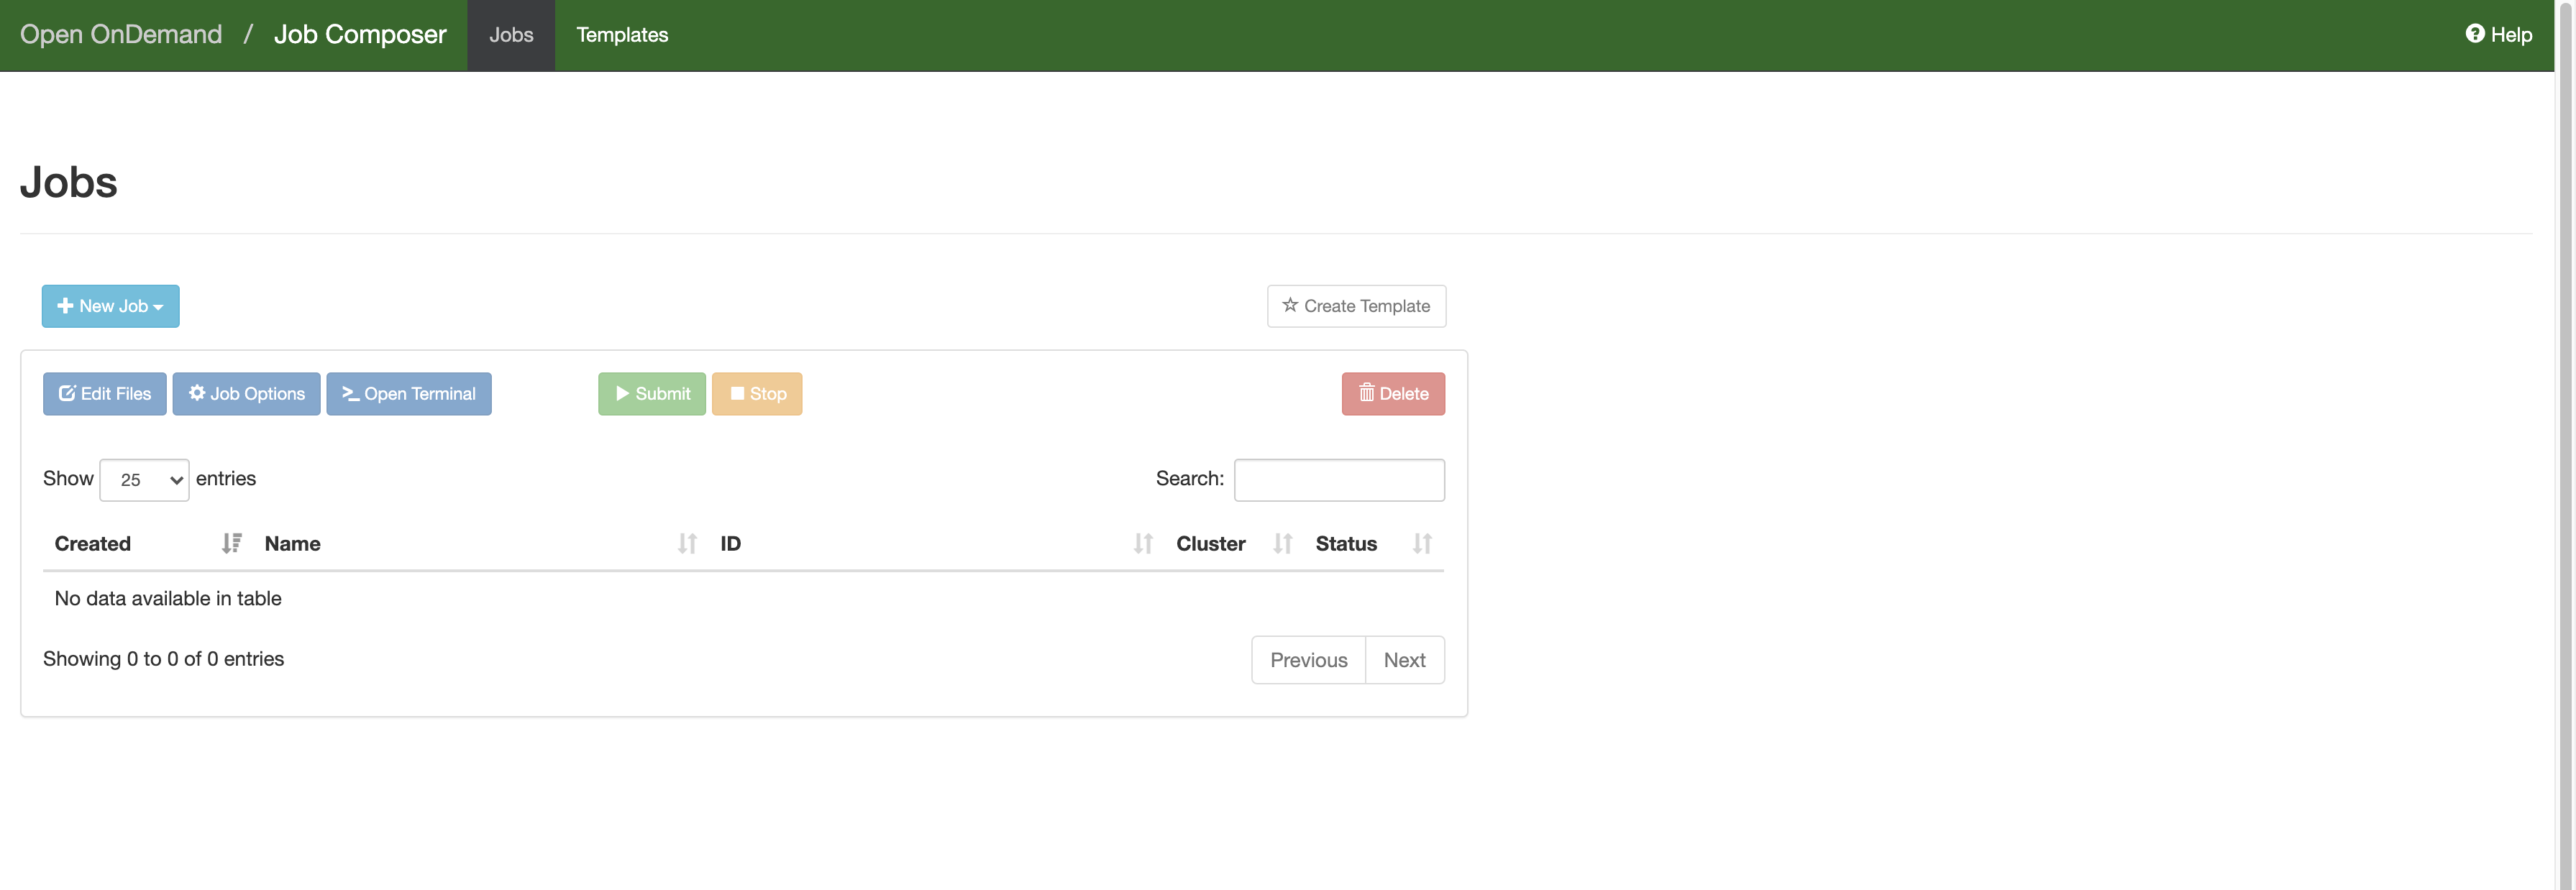 Open OnDemand / Job Composer Jobs Templates Help
Jobs
New Job Create Template
Edit Files Job Options Open Terminal Submit Stop Delete
Show 25 entries Search:
Created Name ID Cluster Status
No data available in table
Showing 0 to 0 of 0 entries Previous Next